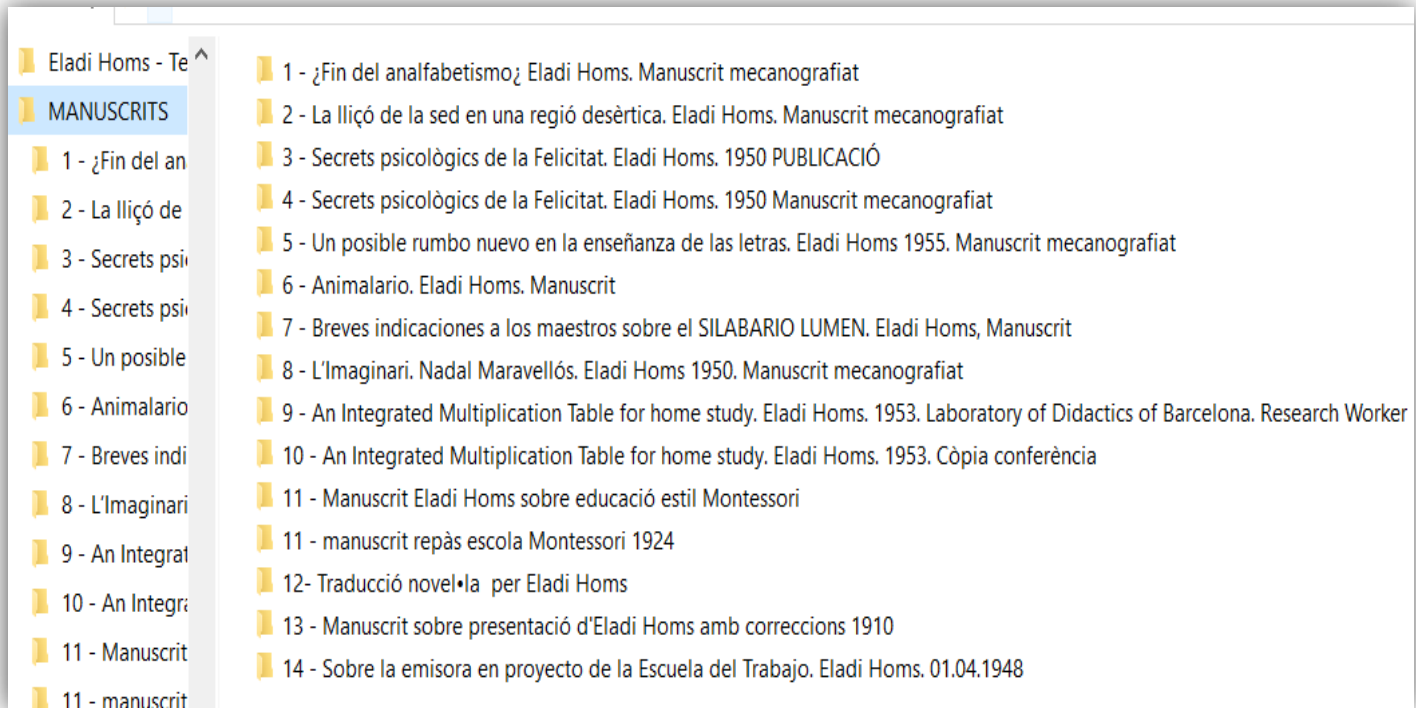 Eladi Homs - Te
MANUSCRITS
1 - ¿Fin del an
2 - La lliçó de
3 - Secrets psi
4 - Secrets psi
5 - Un posible
6 - Animalario
7 - Breves indi
8 - L'Imaginari
9 - An Integrat
10 - An Integra
11 - Manuscrit
11 - manuscrit
1 - ¿Fin del analfabetismo¿ Eladi Homs. Manuscrit mecanografiat
2 - La lliçó de la sed en una regió desèrtica. Eladi Homs. Manuscrit mecanografiat
3 - Secrets psicològics de la Felicitat. Eladi Homs. 1950 PUBLICACIÓ
4 - Secrets psicològics de la Felicitat. Eladi Homs. 1950 Manuscrit mecanografiat
5 - Un posible rumbo nuevo en la enseñanza de las letras. Eladi Homs 1955. Manuscrit mecanografiat
6 - Animalario. Eladi Homs. Manuscrit
7 - Breves indicaciones a los maestros sobre el SILABARIO LUMEN. Eladi Homs, Manuscrit
8 - L'Imaginari. Nadal Maravellós. Eladi Homs 1950. Manuscrit mecanografiat
9 - An Integrated Multiplication Table for home study. Eladi Homs. 1953. Laboratory of Didactics of Barcelona. Research Worker
10 - An Integrated Multiplication Table for home study. Eladi Homs. 1953. Còpia conferència
11 - Manuscrit Eladi Homs sobre educació estil Montessori
11 - manuscrit repàs escola Montessori 1924
12- Traducció novel•la  per Eladi Homs
13 - Manuscrit sobre presentació d'Eladi Homs amb correccions 1910
14 - Sobre la emisora en proyecto de la Escuela del Trabajo. Eladi Homs. 01.04.1948